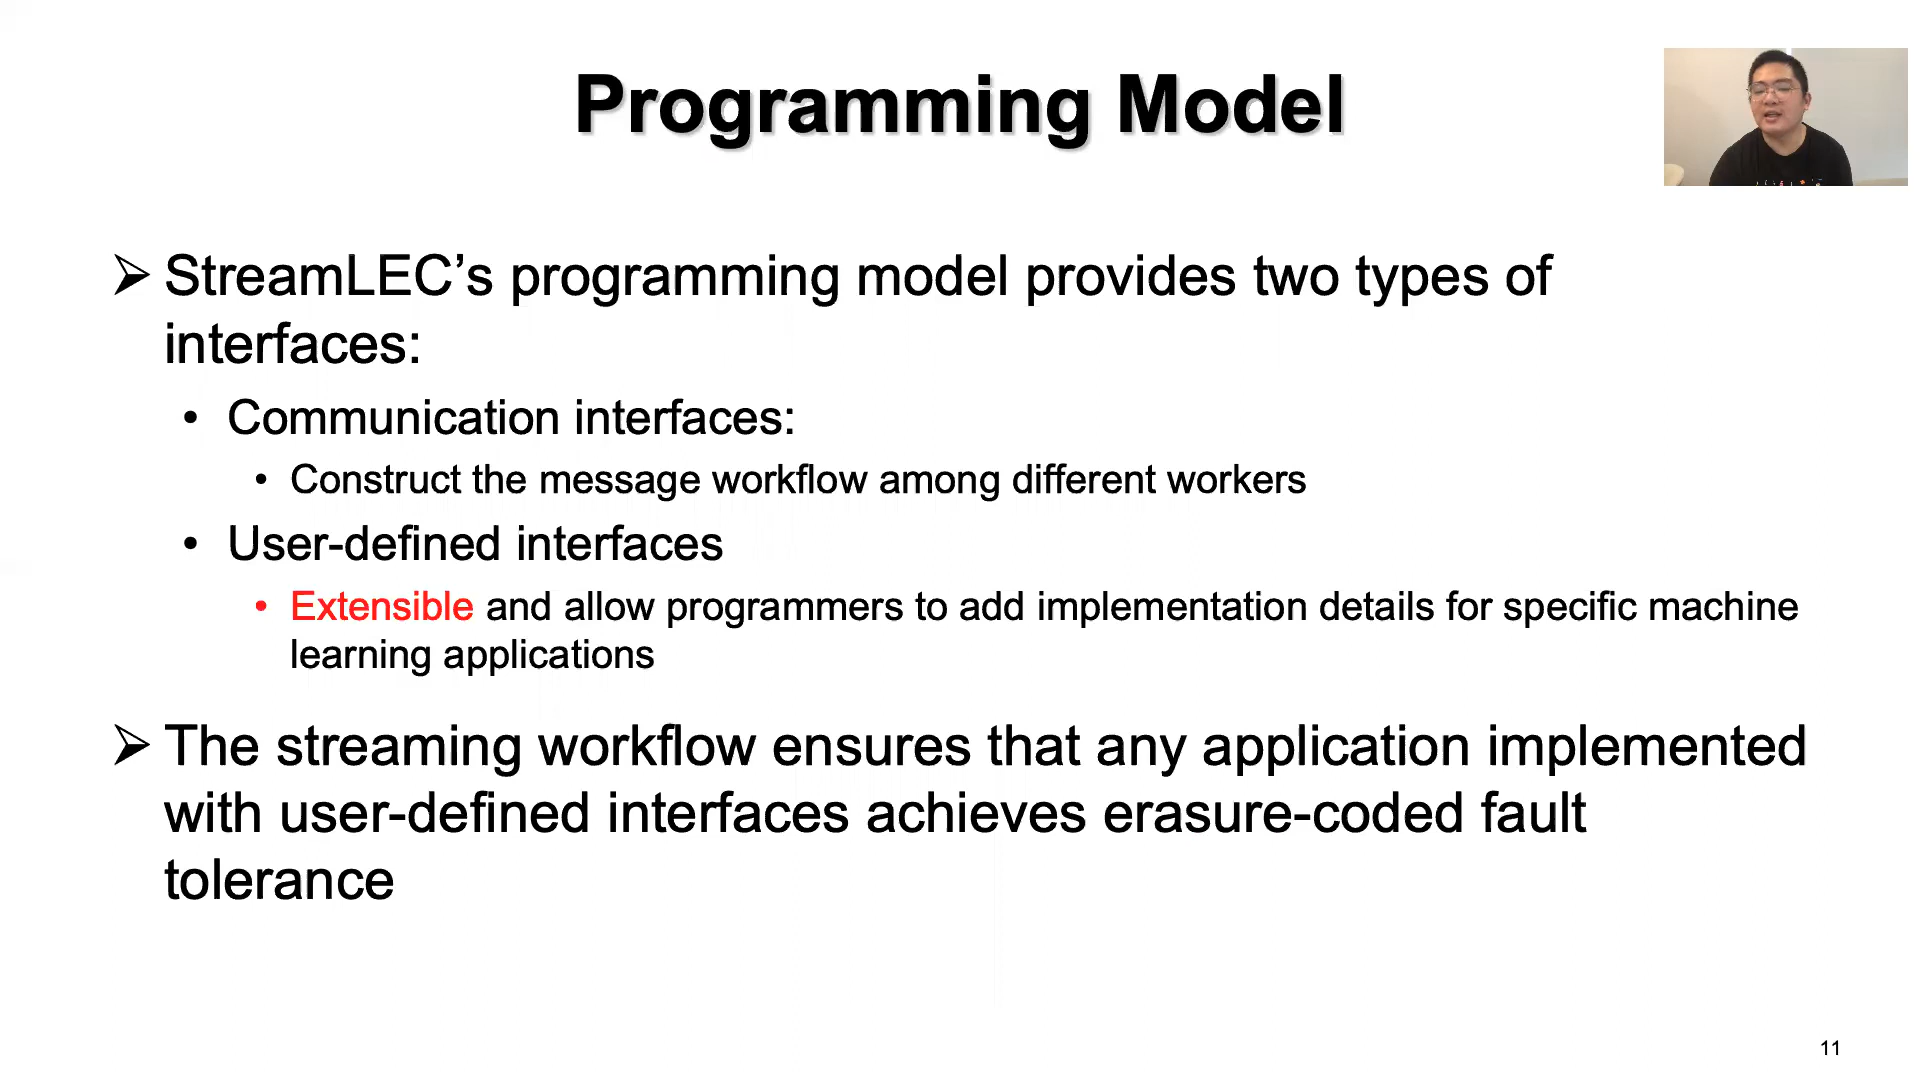 Programming Model
➢ StreamLEC’s programming model provides two types of
interfaces:
• Communication interfaces:
• Construct the message workflow among different workers
• User-defined interfaces
• Extensible and allow programmers to add implementation details for specific machine
learning applications
➢ The streaming workflow ensures that any application implemented
with user-defined interfaces achieves erasure-coded fault
tolerance
11